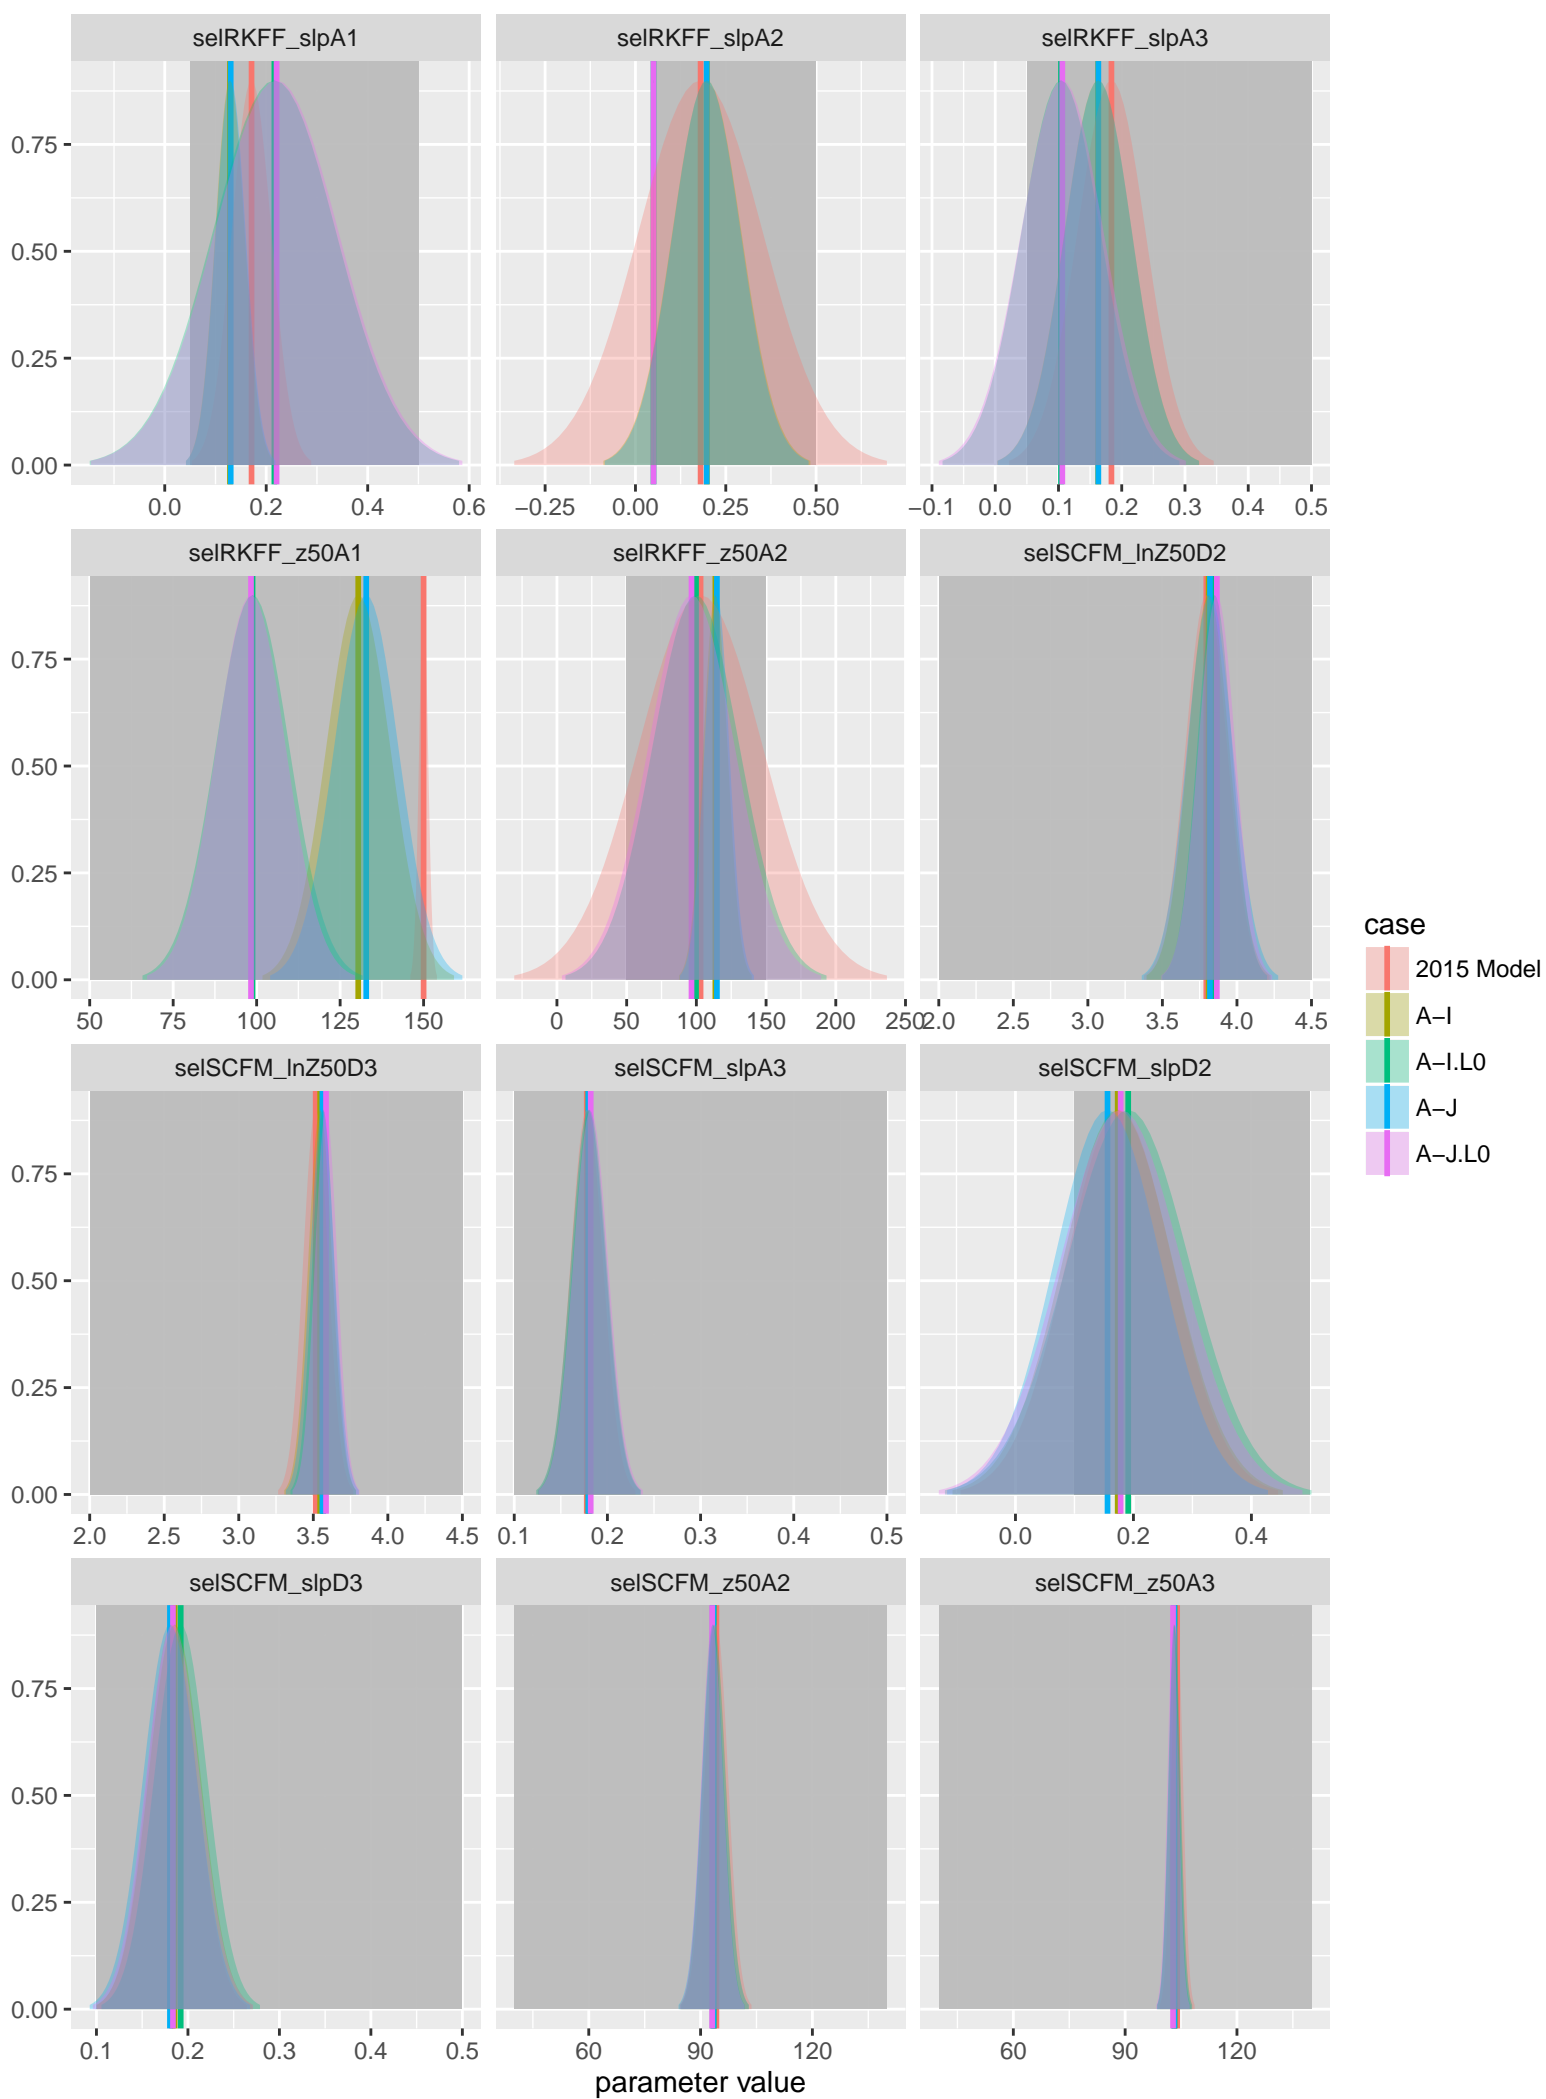 selRKFF_slpA1 selRKFF_slpA2 selRKFF_slpA3
0.75
0.50
0.25
0.00
0.0 0.2 0.4 0.6 −0.25 0.00 0.25 0.50 −0.1 0.0 0.1 0.2 0.3 0.4 0.5
selRKFF_z50A1 selRKFF_z50A2 selSCFM_lnZ50D2
0.75
0.50
0.25
0.00
50 75 100 125 150 0 50 100 150 200 250 2.0 2.5 3.0 3.5 4.0 4.5
case
2015 Model
A−I
A−I.L0
A−J
A−J.L0
selSCFM_lnZ50D3 selSCFM_slpA3 selSCFM_slpD2
0.75
0.50
0.25
0.00
2.0 2.5 3.0 3.5 4.0 4.5 0.1 0.2 0.3 0.4 0.5 0.0 0.2 0.4
selSCFM_slpD3 selSCFM_z50A2 selSCFM_z50A3
0.75
0.50
0.25
0.00
0.1 0.2 0.3 0.4 0.5 60 90 120 60 90 120
parameter value